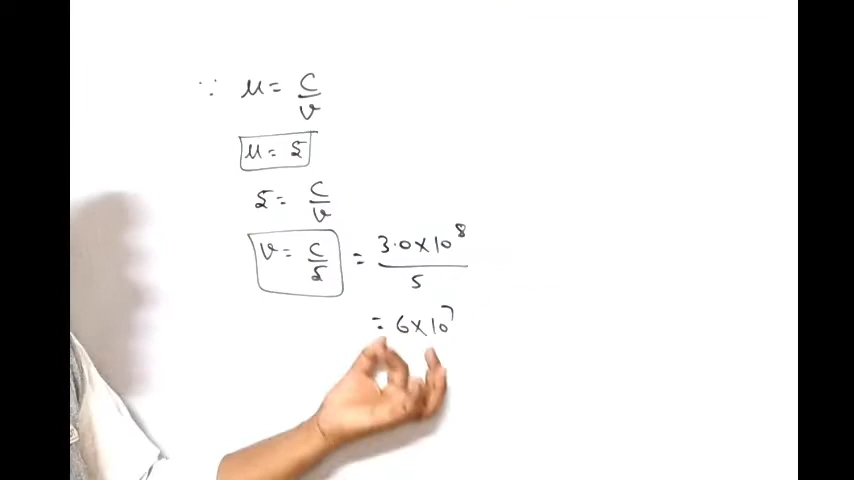 ∵ μ = c/v
μ = 5
5 = c/v
v = c/5 = 3.0×10⁸/5
= 6×10⁷